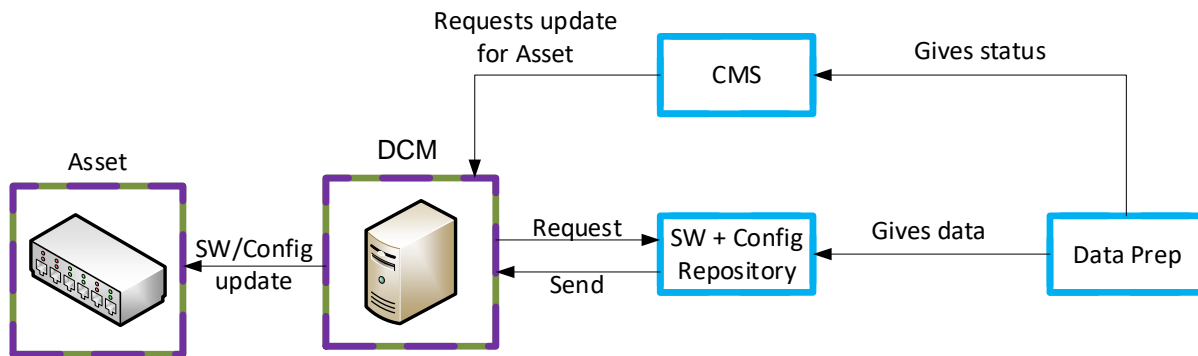 Requests update
for Asset
CMS
Gives status
Asset
DCM
SW/Config
update
Request
Send
SW + Config
Repository
Gives data
Data Prep